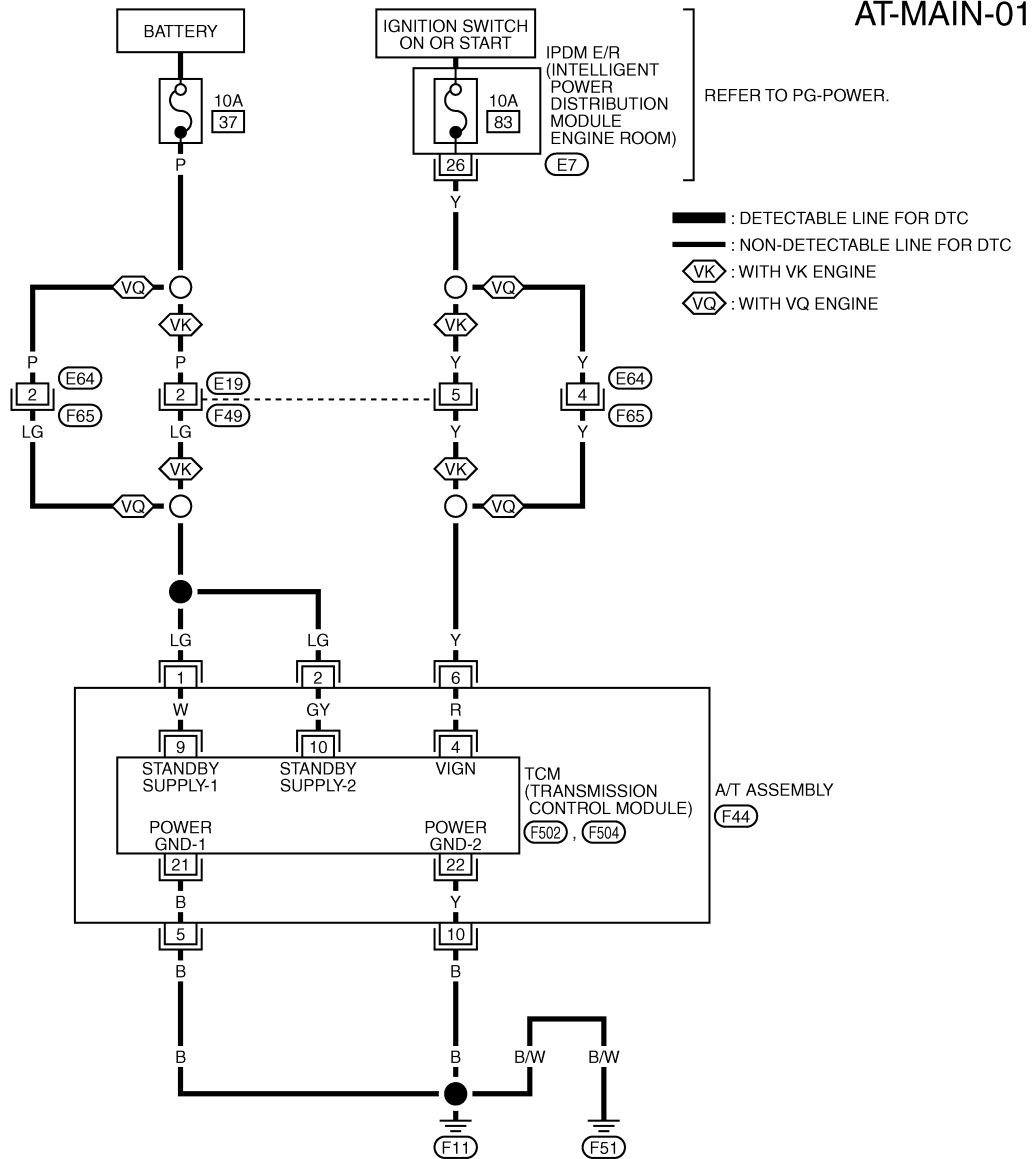 AT-MAIN-01
BATTERY
IGNITION SWITCH
ON OR START
IPDM E/R
(INTELLIGENT
POWER
DISTRIBUTION
MODULE
ENGINE ROOM)
REFER TO PG-POWER.
10A
37
10A
83
P
26
E7
Y
: DETECTABLE LINE FOR DTC
: NON-DETECTABLE LINE FOR DTC
VK : WITH VK ENGINE
VQ : WITH VQ ENGINE
VQ
VQ
VK
VK
P
P
Y
Y
E64
E19
E64
2
2
5
4
F65
F49
F65
LG
LG
Y
Y
VK
VK
VQ
VQ
LG
LG
Y
1
2
6
W
GY
R
9
10
4
STANDBY
SUPPLY-1
STANDBY
SUPPLY-2
VIGN
TCM
(TRANSMISSION
CONTROL MODULE)
F502 , F504
A/T ASSEMBLY
F44
POWER
GND-1
POWER
GND-2
21
22
B
Y
5
10
B
B
B
B
B/W
B/W
F11
F51